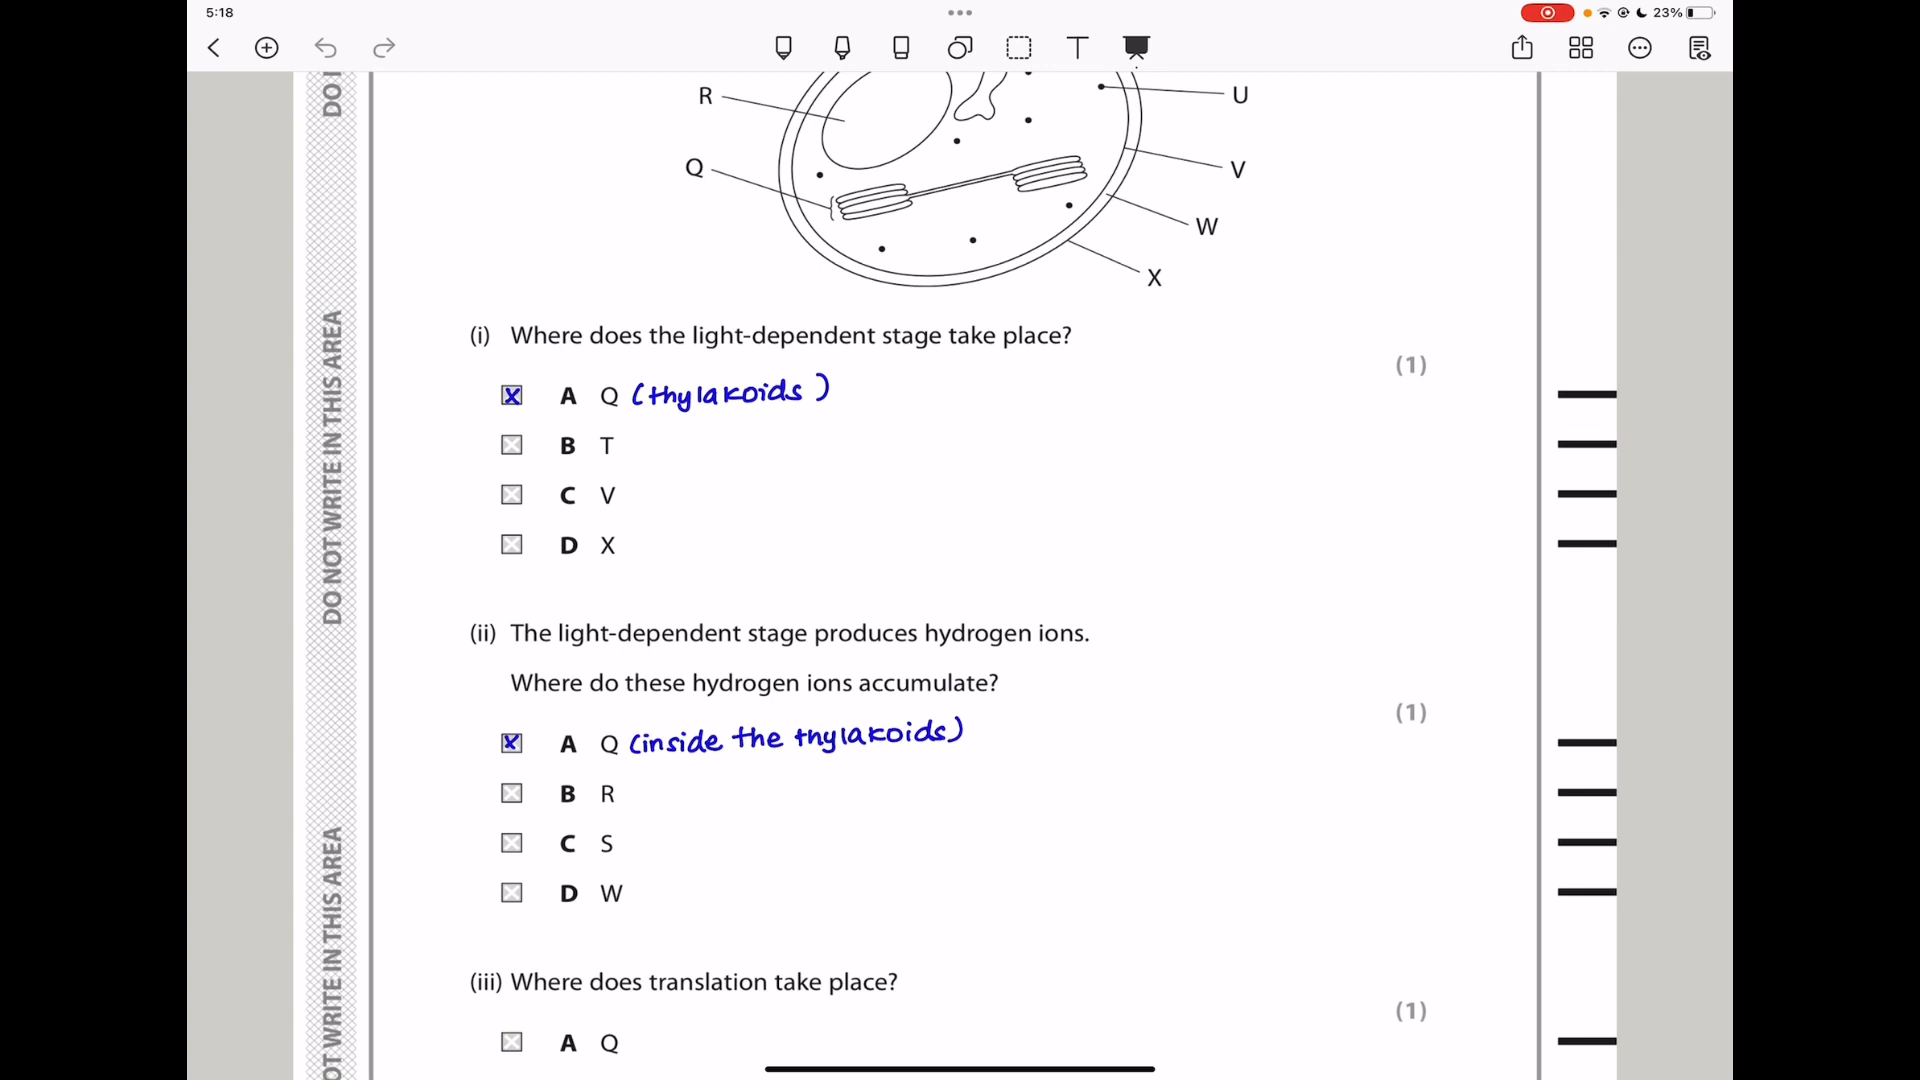 5:18
23%
R
U
Q
V
W
X
(i) Where does the light-dependent stage take place?
(1)
A Q (thylakoids)
B T
C V
D X
(ii) The light-dependent stage produces hydrogen ions.
Where do these hydrogen ions accumulate?
(1)
A Q (inside the thylakoids)
B R
C S
D W
(iii) Where does translation take place?
(1)
A Q
DO
DO NOT WRITE IN THIS AREA
OT WRITE IN THIS AREA